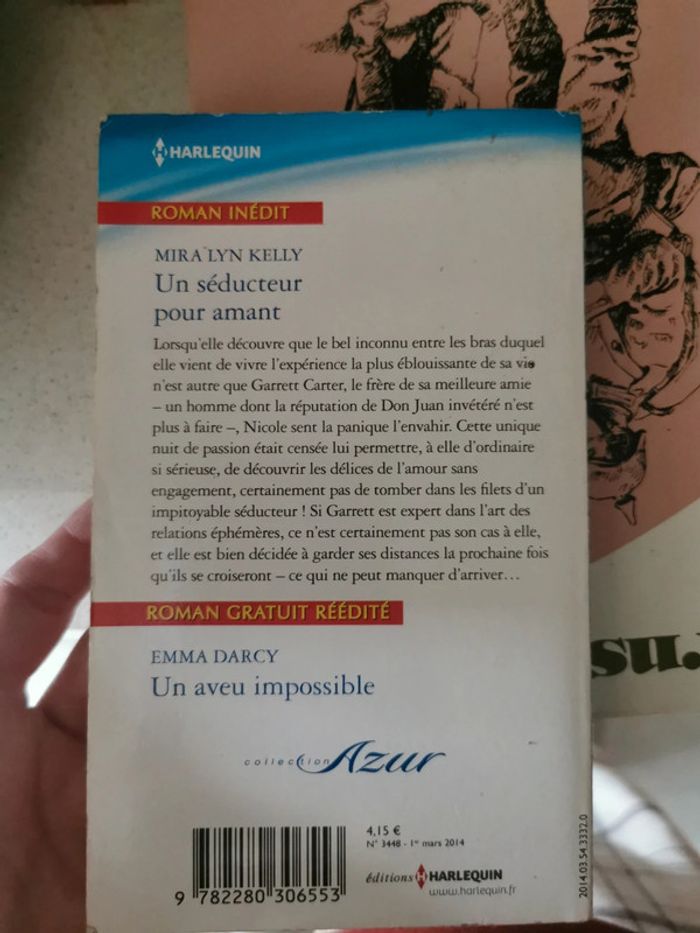 HARLEQUIN
ROMAN INÉDIT
MIRA LYN KELLY
Un séducteur
pour amant
Lorsqu'elle découvre que le bel inconnu entre les bras duquel
elle vient de vivre l'expérience la plus éblouissante de sa vie
n'est autre que Garrett Carter, le frère de sa meilleure amie
– un homme dont la réputation de Don Juan invétéré n'est
plus à faire –, Nicole sent la panique l'envahir. Cette unique
nuit de passion était censée lui permettre, à elle d'ordinaire
si sérieuse, de découvrir les délices de l'amour sans
engagement, certainement pas de tomber dans les filets d'un
impitoyable séducteur ! Si Garrett est expert dans l'art des
relations éphémères, ce n'est certainement pas son cas à elle,
et elle est bien décidée à garder ses distances la prochaine fois
qu'ils se croiseront – ce qui ne peut manquer d'arriver…
ROMAN GRATUIT RÉÉDITÉ
EMMA DARCY
Un aveu impossible
collection Azur
4,15 €
N° 3448 - 1er mars 2014
9 782280 306553
éditions HARLEQUIN
www.harlequin.fr
2014.03.54.3332.0
su.